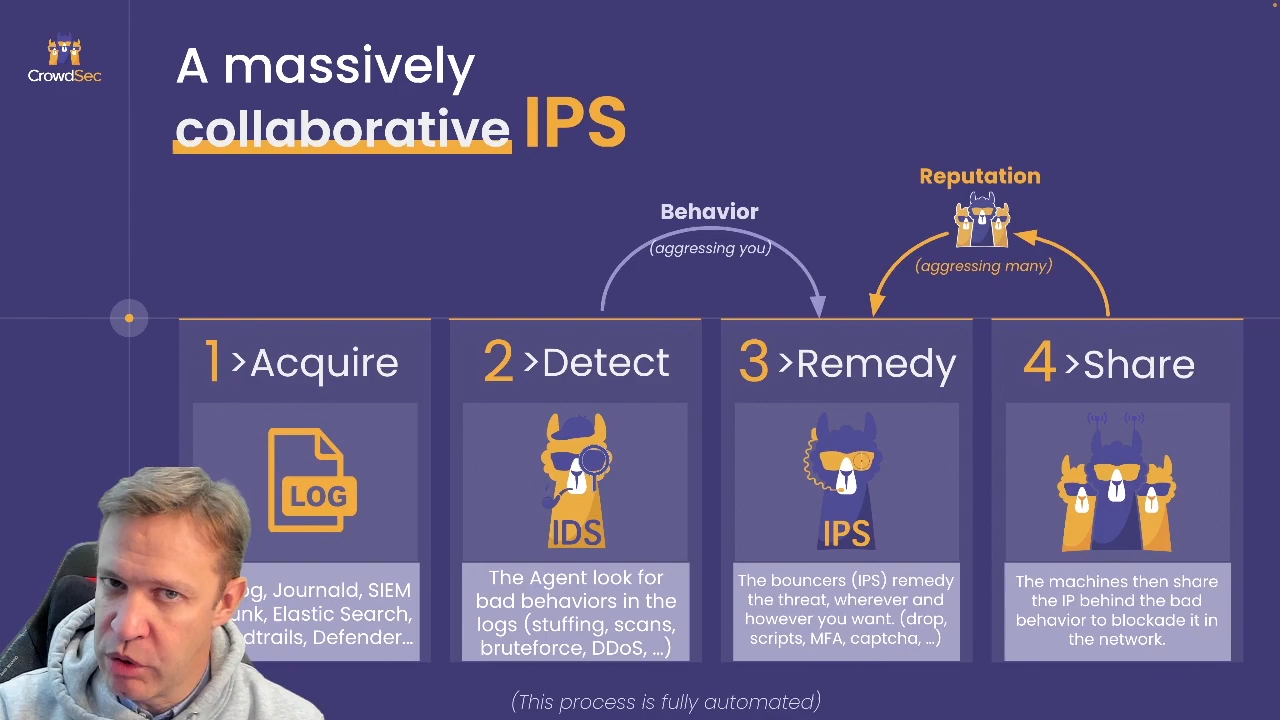 CrowdSec
A massively
collaborative IPS
Reputation
Behavior
(aggressing you)
(aggressing many)
1 >Acquire
2 >Detect
3 >Remedy
4 >Share
LOG
IDS
IPS
Journald, SIEM
Elastic Search,
Defender...
The Agent look for
bad behaviors in the
logs (stuffing, scans,
bruteforce, DDoS, ...)
The bouncers (IPS) remedy
the threat, wherever and
however you want. (drop,
scripts, MFA, captcha, ...)
The machines then share
the IP behind the bad
behavior to blockade it in
the network.
(This process is fully automated)